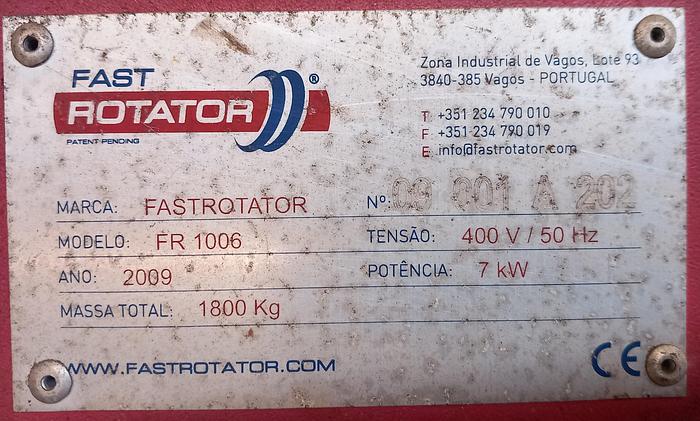 FAST
ROTATOR®
PATENT PENDING
Zona Industrial de Vagos, Lote 93
3840-385 Vagos - PORTUGAL
T +351 234 790 010
F +351 234 790 019
E info@fastrotator.com
MARCA: FASTROTATOR
Nº: 09 001 A 202
MODELO: FR 1006
TENSÃO: 400 V / 50 Hz
ANO: 2009
POTÊNCIA: 7 kW
MASSA TOTAL: 1800 Kg
WWW.FASTROTATOR.COM
CE